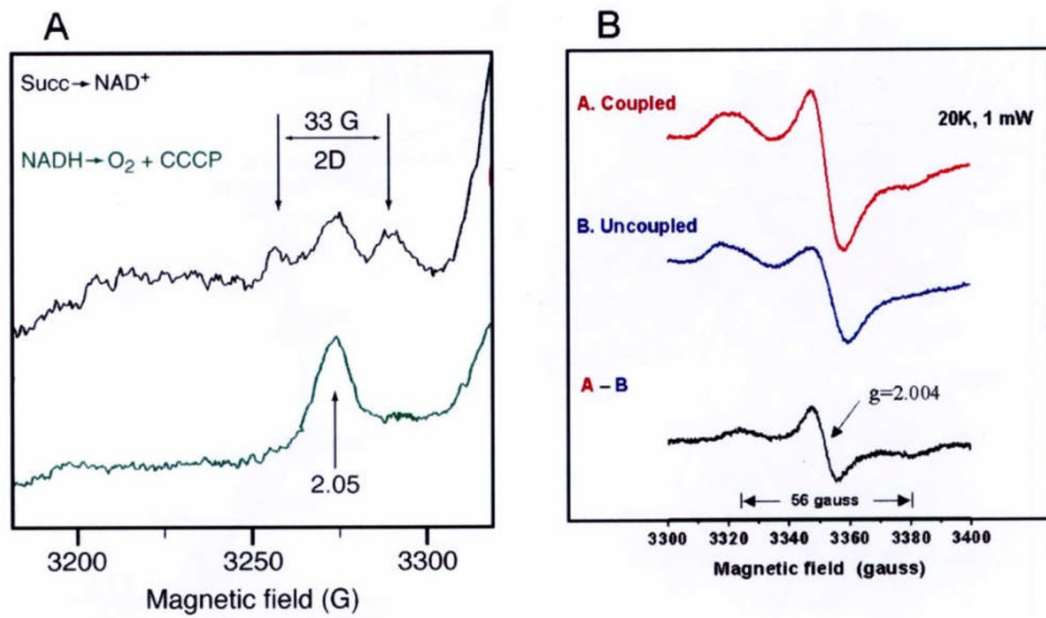 A
Succ→NAD⁺
33 G
2D
NADH→O₂ + CCCP
2.05
3200 3250 3300
Magnetic field (G)
B
A. Coupled
20K, 1 mW
B. Uncoupled
A – B
g=2.004
56 gauss
3300 3320 3340 3360 3380 3400
Magnetic field (gauss)